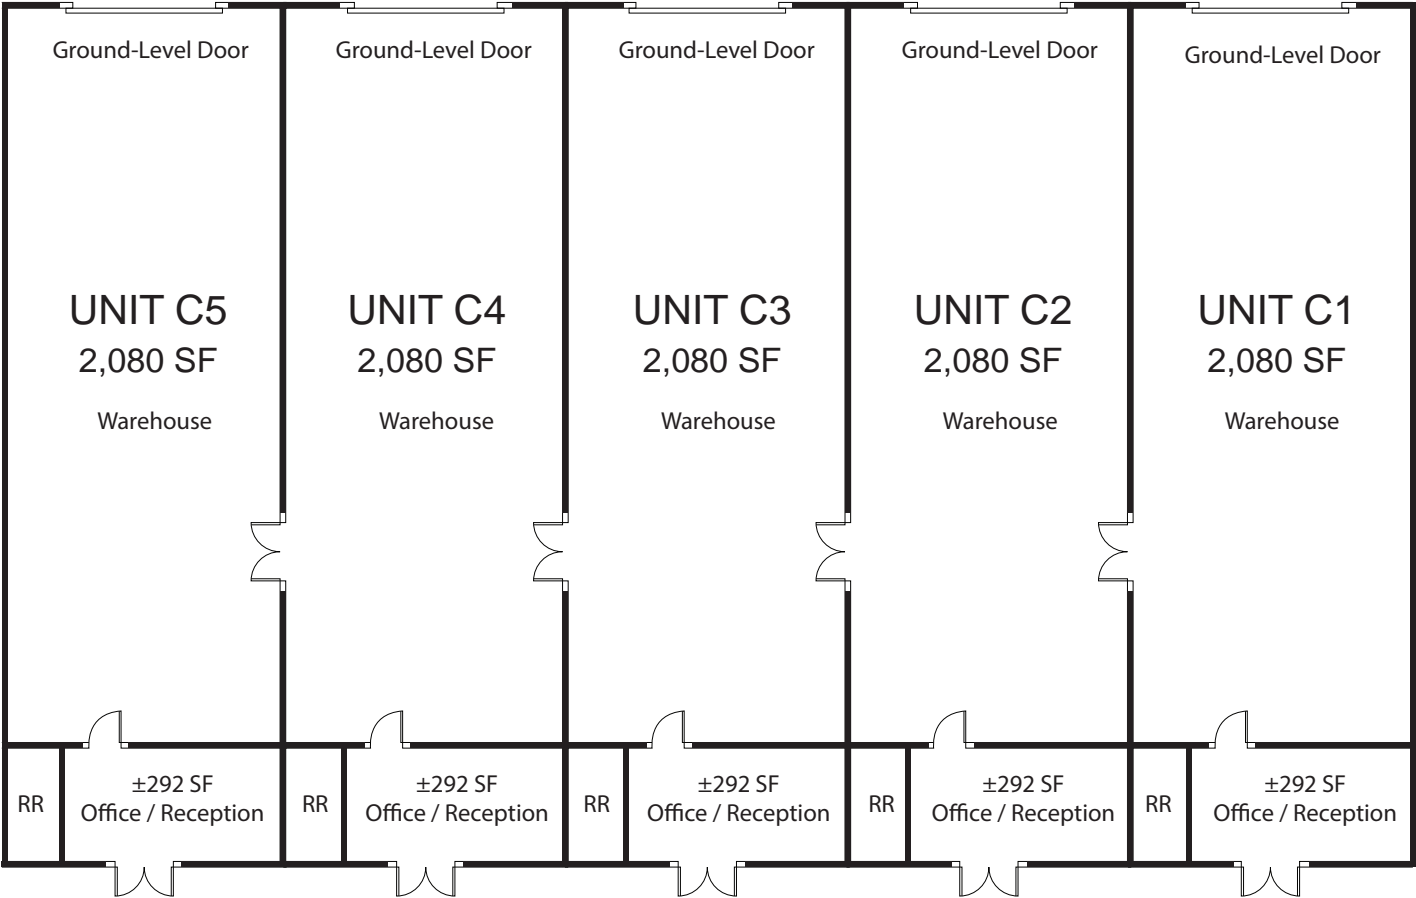 Ground-Level Door
Ground-Level Door
Ground-Level Door
Ground-Level Door
Ground-Level Door
UNIT C5
2,080 SF
Warehouse
UNIT C4
2,080 SF
Warehouse
UNIT C3
2,080 SF
Warehouse
UNIT C2
2,080 SF
Warehouse
UNIT C1
2,080 SF
Warehouse
RR
±292 SF
Office / Reception
RR
±292 SF
Office / Reception
RR
±292 SF
Office / Reception
RR
±292 SF
Office / Reception
RR
±292 SF
Office / Reception